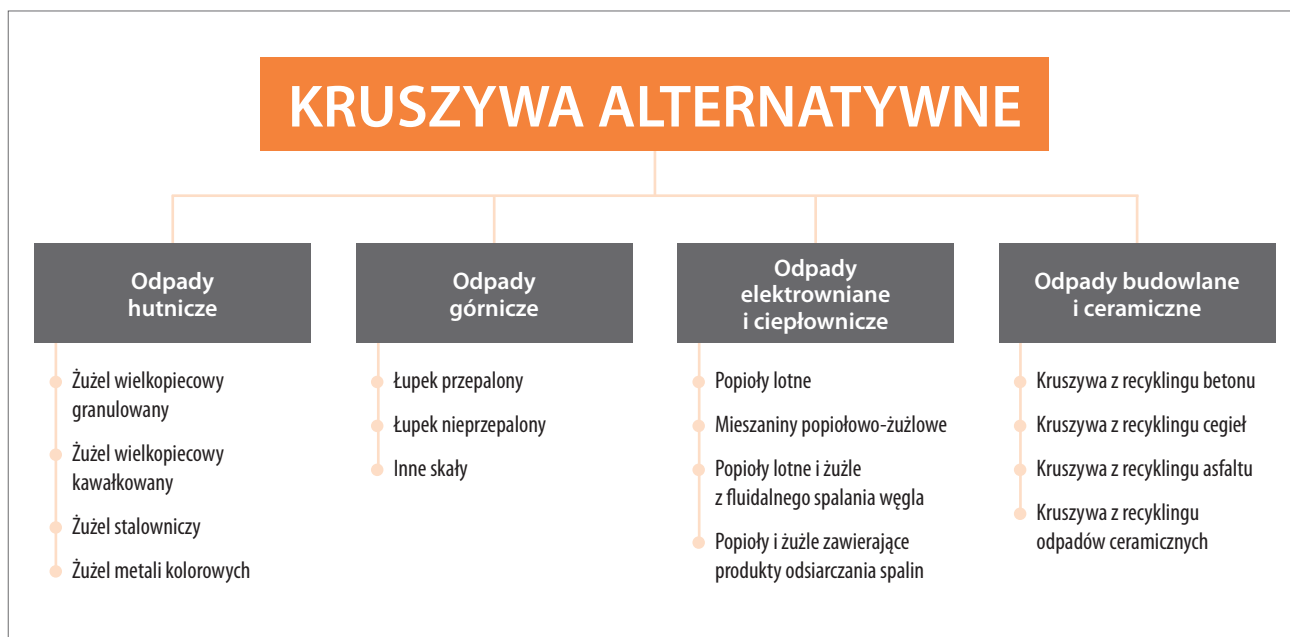 KRUSZYWA ALTERNATYWNE
Odpady
hutnicze
Żużel wielkopiecowy
granulowany
Żużel wielkopiecowy
kawałkowany
Żużel stalowniczy
Żużel metali kolorowych
Odpady
górnicze
Łupek przepalony
Łupek nieprzepalony
Inne skały
Odpady
elektrowniane
i ciepłownicze
Popioły lotne
Mieszaniny popiołowo-żużlowe
Popioły lotne i żużle
z fluidalnego spalania węgla
Popioły i żużle zawierające
produkty odsiarczania spalin
Odpady budowlane
i ceramiczne
Kruszywa z recyklingu betonu
Kruszywa z recyklingu cegieł
Kruszywa z recyklingu asfaltu
Kruszywa z recyklingu
odpadów ceramicznych